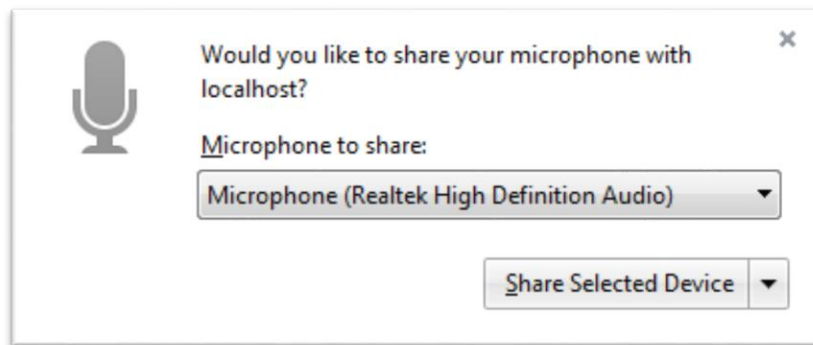 Would you like to share your microphone with
localhost?
Microphone to share:
Microphone (Realtek High Definition Audio)
Share Selected Device